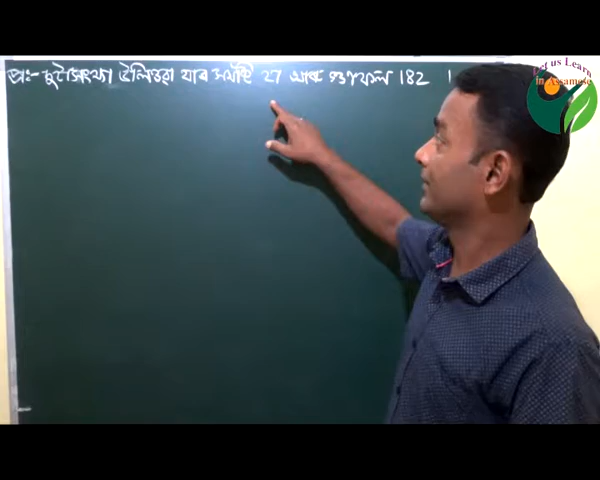 প্ৰঃ- দুটা সংখ্যা উলিওৱা যাৰ সমষ্টি 27 আৰু পুৰণফল 182 ।
Let us Learn
in Assamese